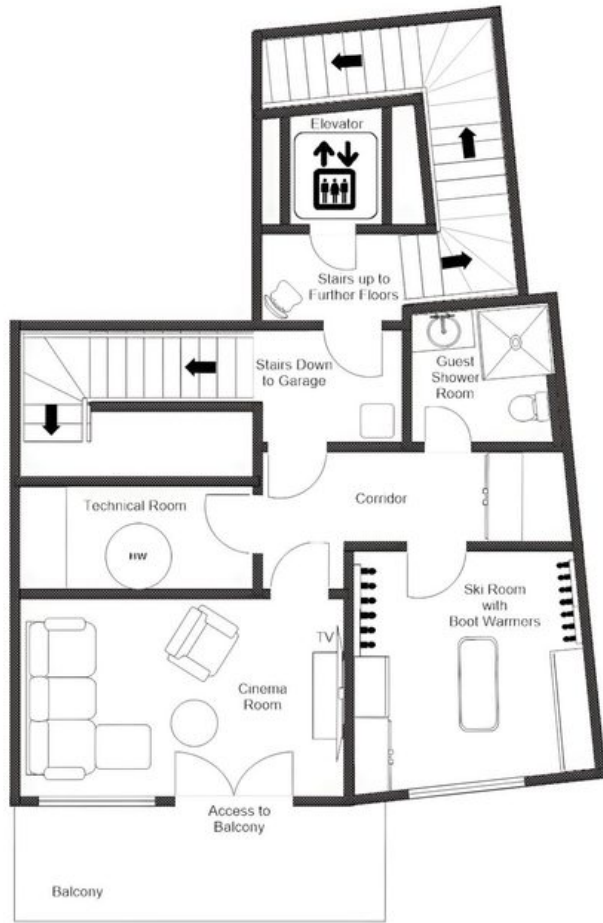 Elevator
Stairs up to
Further Floors
Stairs Down
to Garage
Guest
Shower
Room
Technical Room
Corridor
HW
Ski Room
with
Boot Warmers
TV
Cinema
Room
Access to
Balcony
Balcony